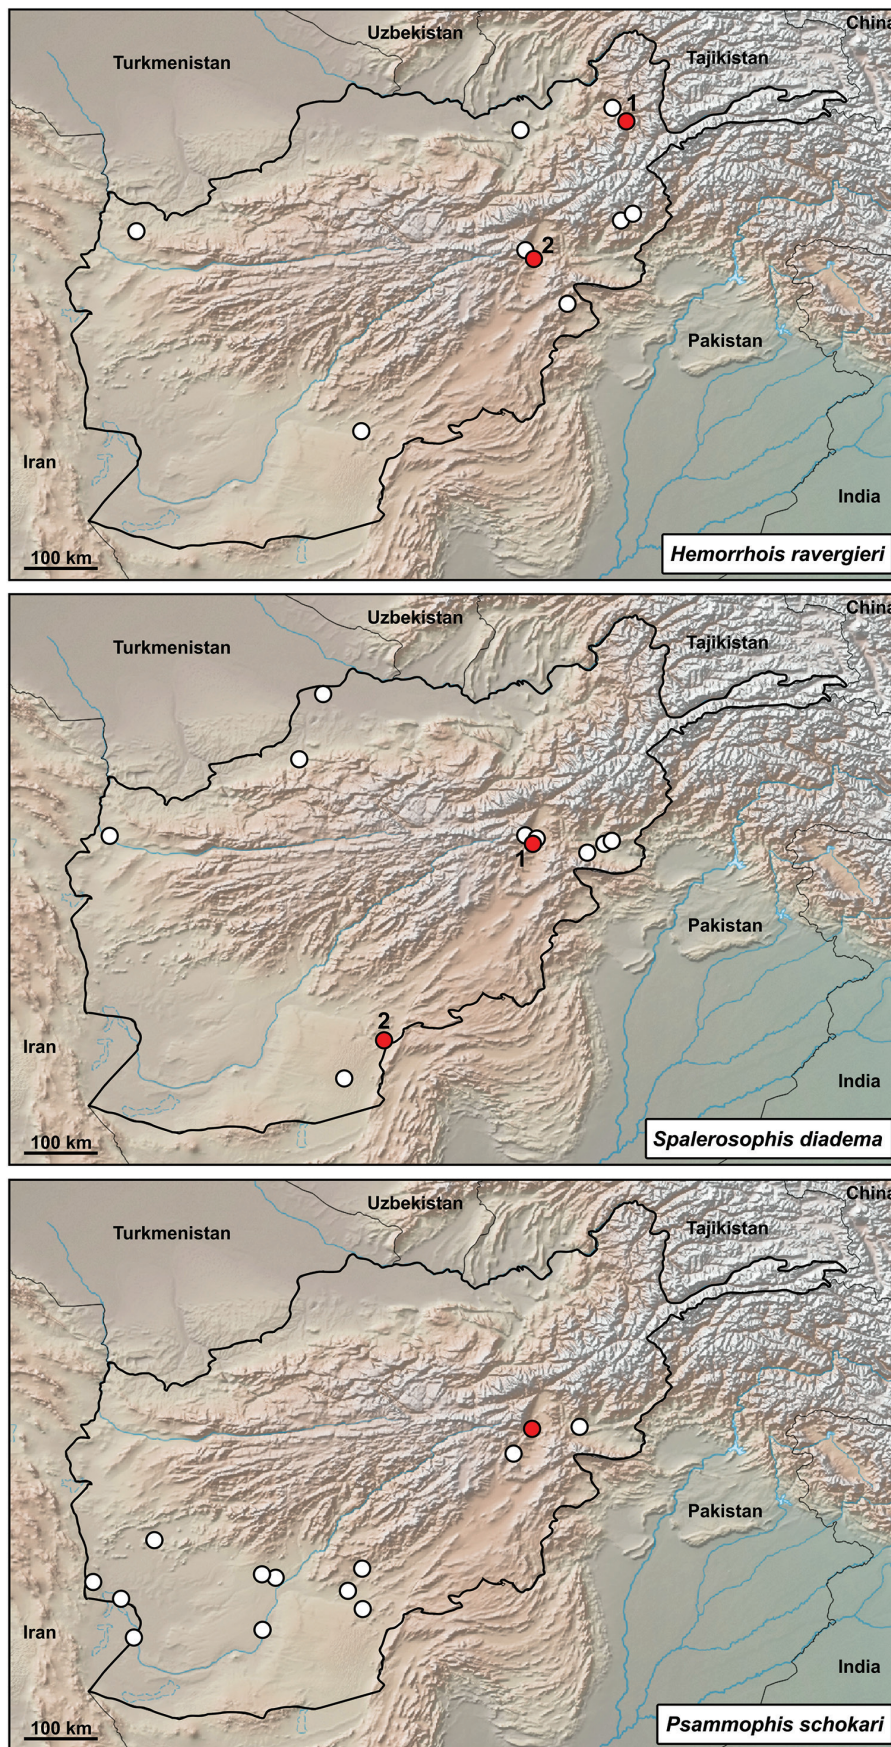 Uzbekistan
China
Turkmenistan
Tajikistan
1
2
Pakistan
Iran
India
100 km
Hemorrhois ravergieri
Uzbekistan
China
Turkmenistan
Tajikistan
1
Pakistan
2
Iran
India
100 km
Spalerosophis diadema
Uzbekistan
China
Turkmenistan
Tajikistan
Pakistan
Iran
India
100 km
Psammophis schokari